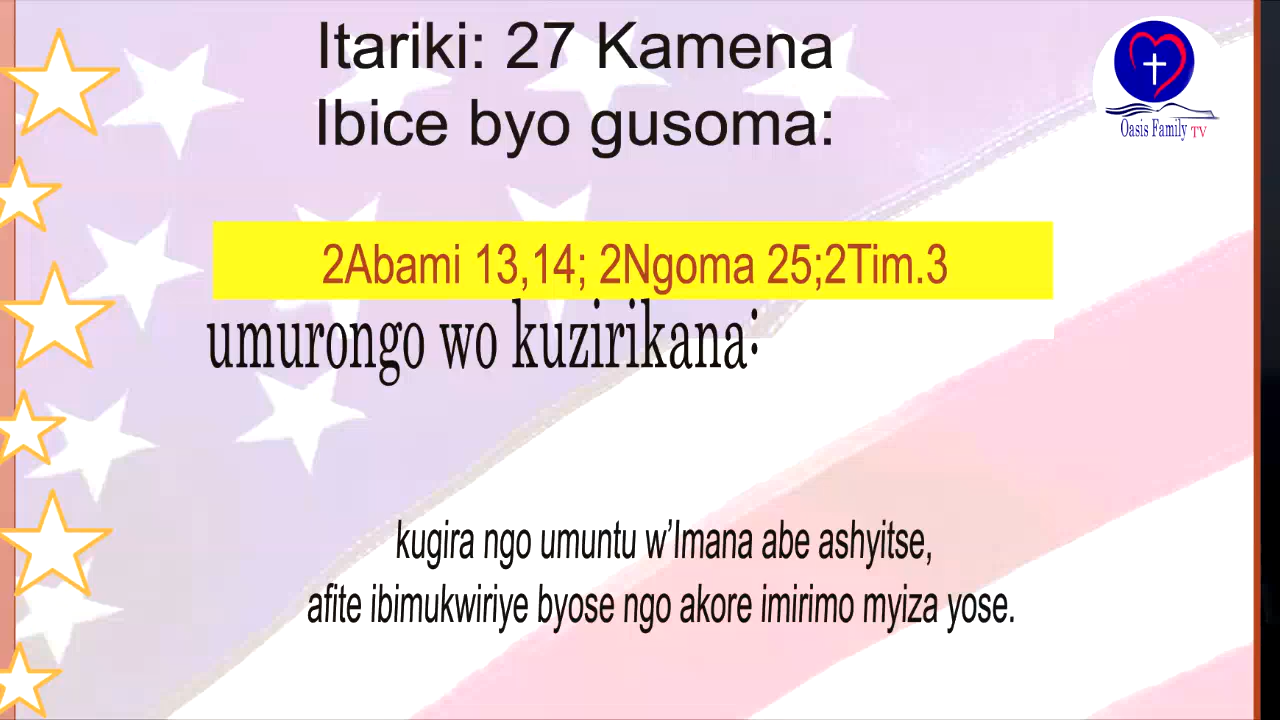 Itariki: 27 Kamena
Ibice byo gusoma:
Oasis Family TV
2Abami 13,14; 2Ngoma 25;2Tim.3
umurongo wo kuzirikana:
kugira ngo umuntu w’Imana abe ashyitse,
afite ibimukwiriye byose ngo akore imirimo myiza yose.